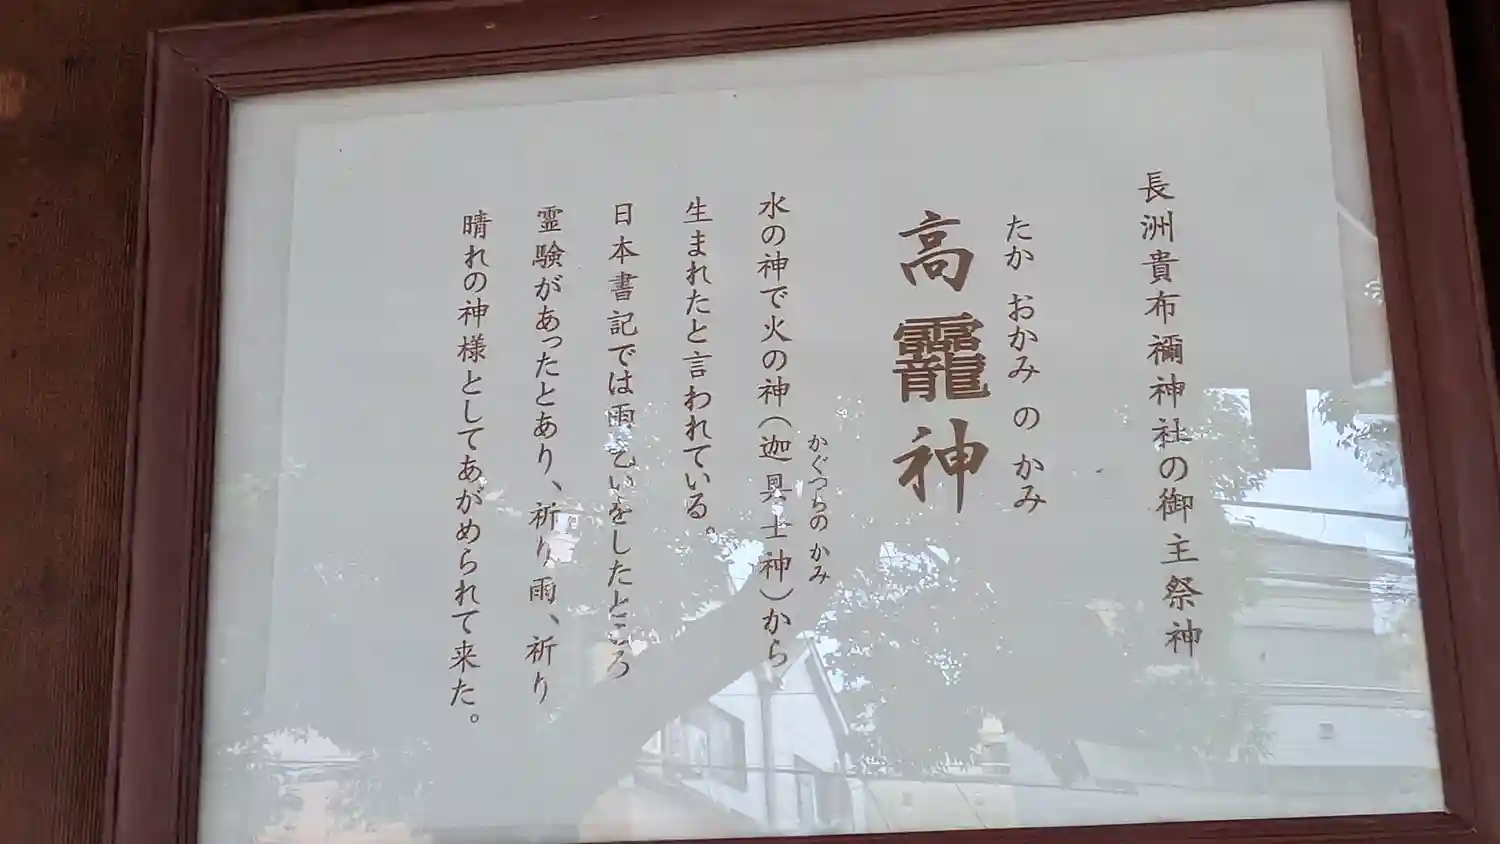 長洲貴布禰神社の御主祭神
たか おかみ の かみ
高龗神
かぐつちの かみ
水の神で火の神（迦具土神）から
生まれたと言われている。
日本書記では雨ごいをしたところ
霊験があったとあり、祈り雨、祈り
晴れの神様としてあがめられて来た。